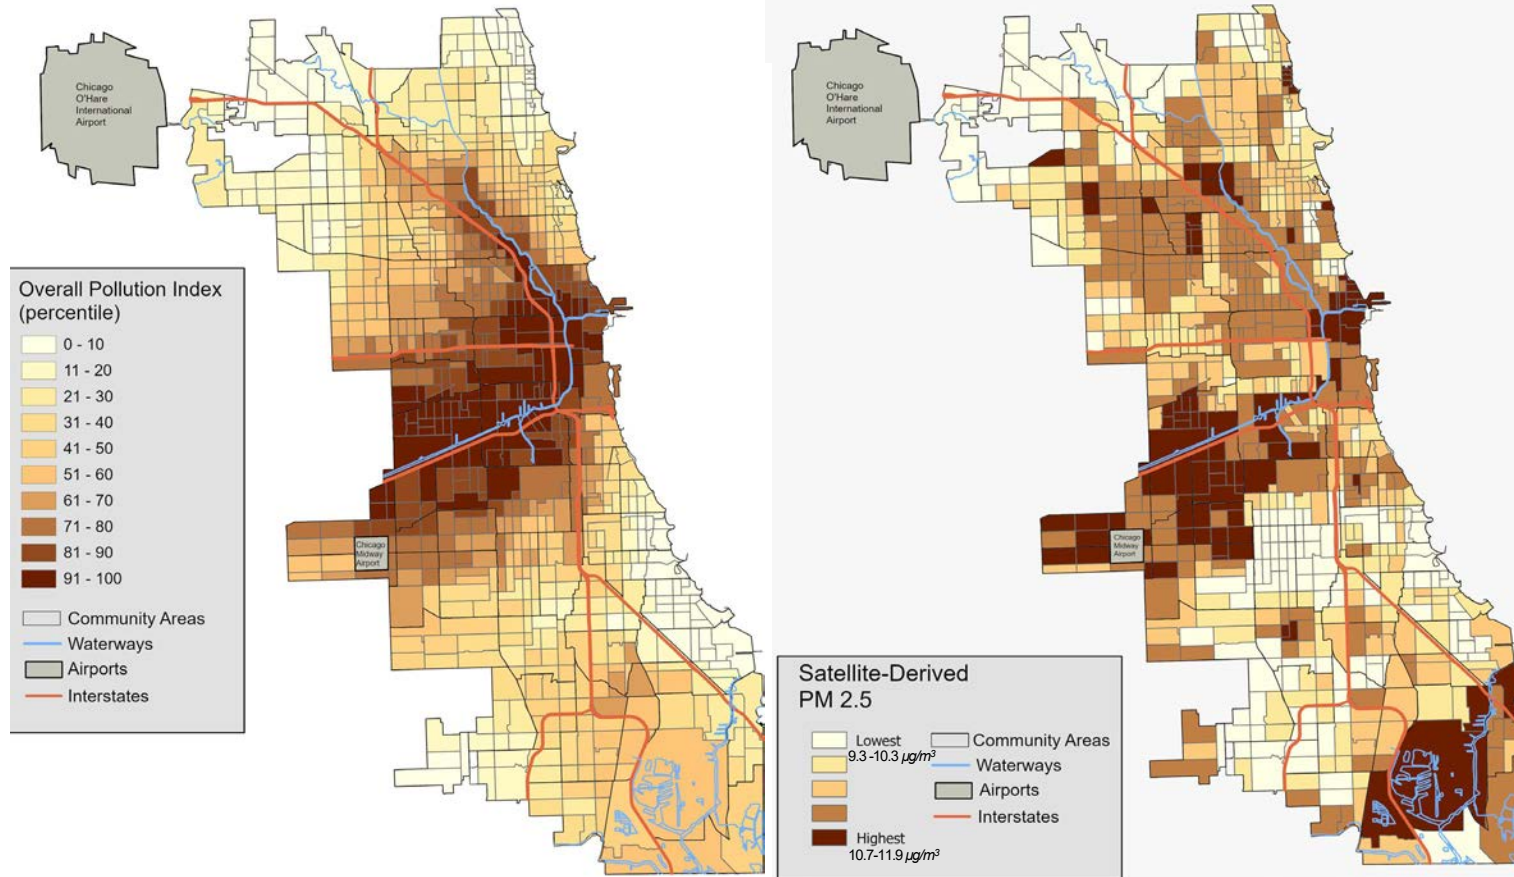 Chicago
O'Hare
International
Airport
Overall Pollution Index
(percentile)
0 - 10
11 - 20
21 - 30
31 - 40
41 - 50
51 - 60
61 - 70
71 - 80
81 - 90
91 - 100
Community Areas
Waterways
Airports
Interstates
Chicago
Midway
Airport
Chicago
O'Hare
International
Airport
Chicago
Midway
Airport
Satellite-Derived
PM 2.5
Lowest
9.3 -10.3 µg/m³
Highest
10.7-11.9 µg/m³
Community Areas
Waterways
Airports
Interstates